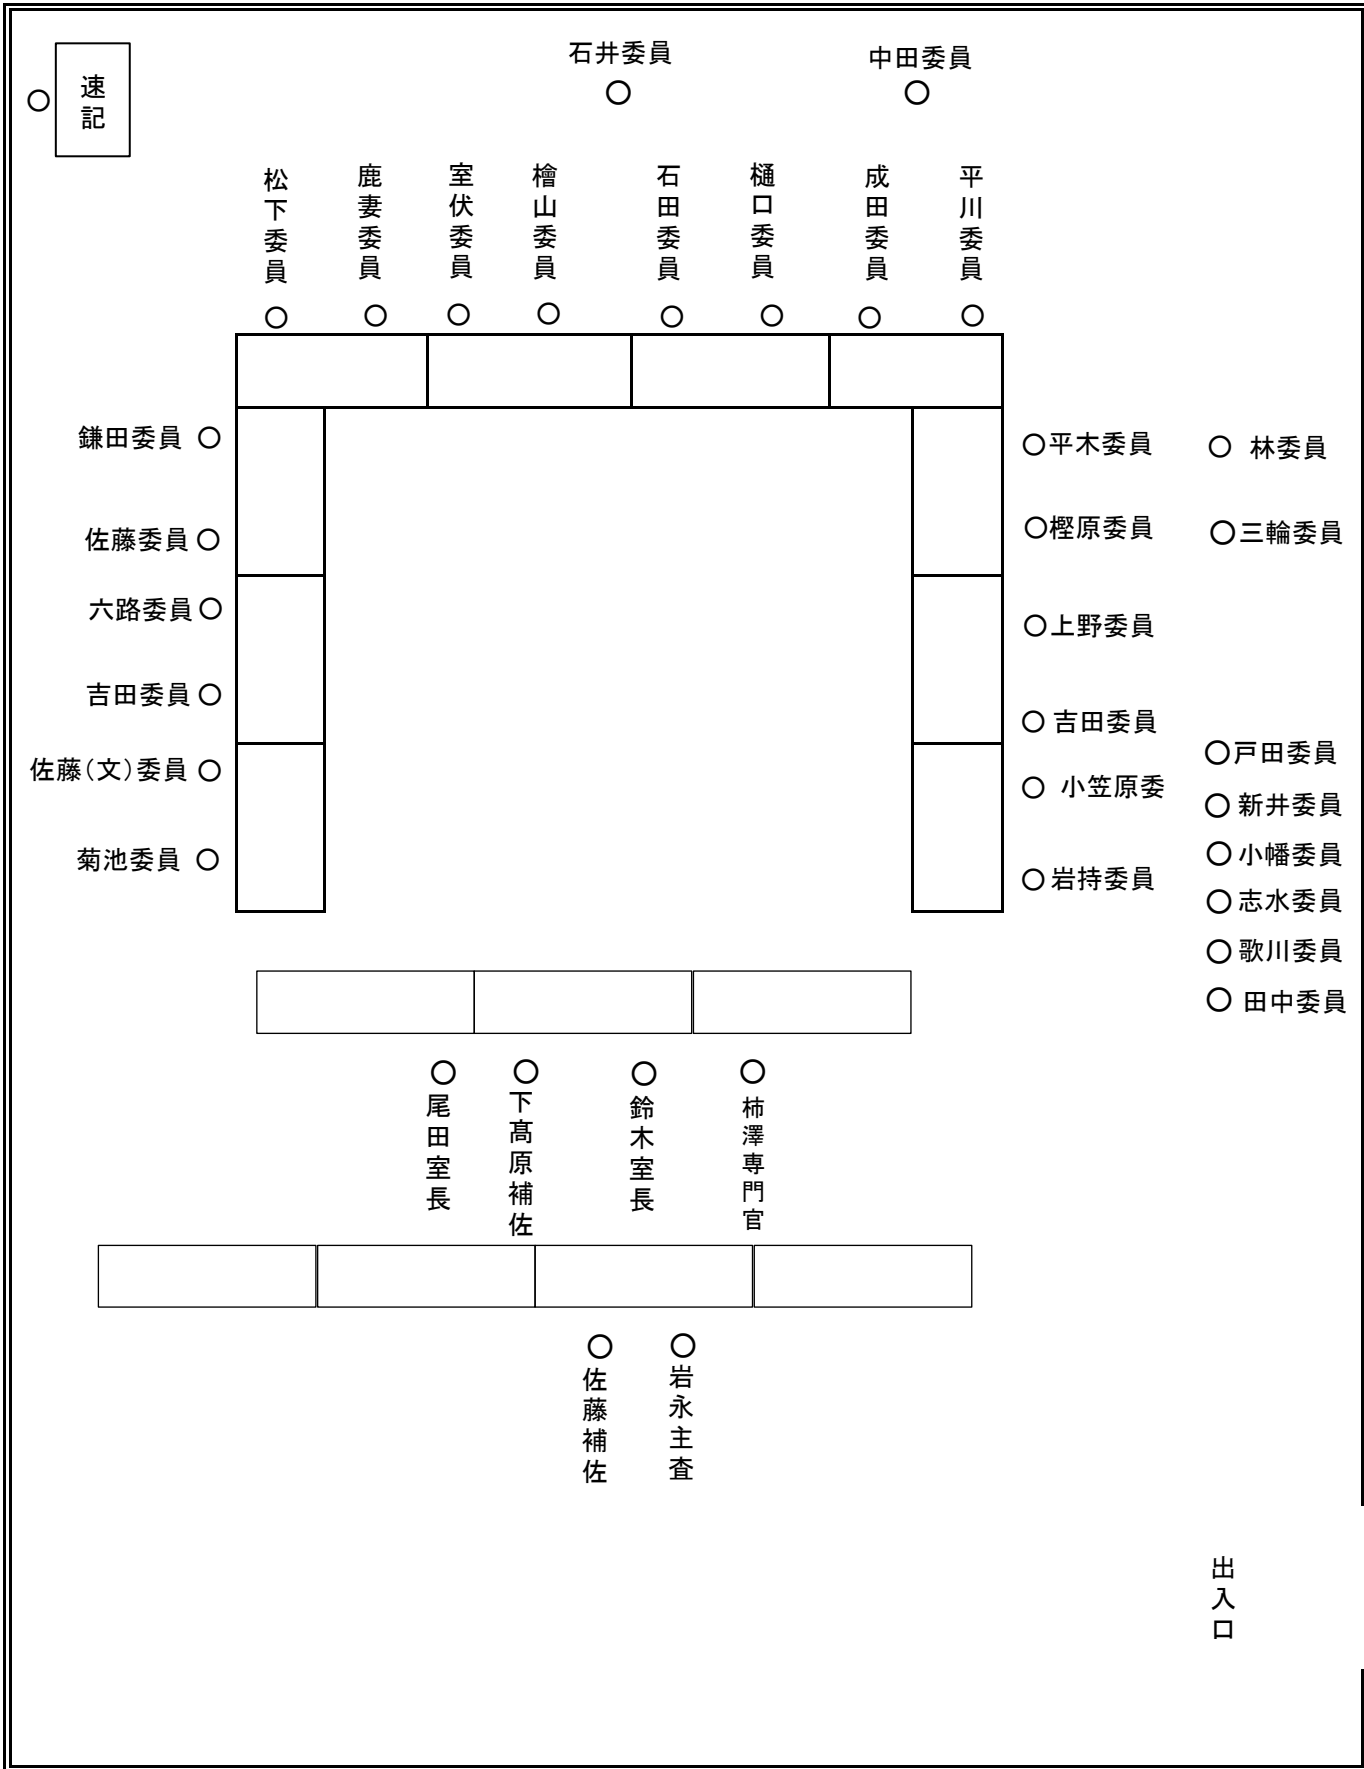 石井委員
中田委員
速記
松下委員
鹿妻委員
室伏委員
檜山委員
石田委員
樋口委員
成田委員
平川委員
鎌田委員
佐藤委員
六路委員
吉田委員
佐藤(文)委員
菊池委員
平木委員
樫原委員
上野委員
吉田委員
小笠原委
岩持委員
林委員
三輪委員
戸田委員
新井委員
小幡委員
志水委員
歌川委員
田中委員
尾田室長
下髙原補佐
鈴木室長
柿澤専門官
佐藤補佐
岩永主査
出入口